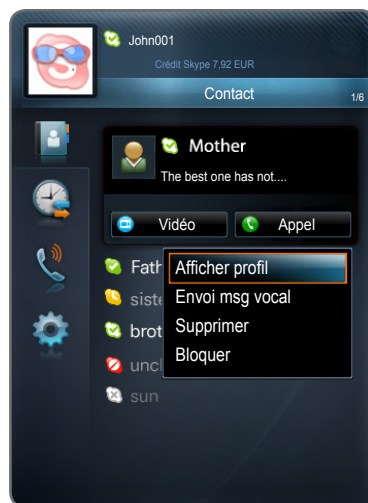 John001
Crédit Skype 7,92 EUR
Contact
1/6
Mother
The best one has not....
Vidéo
Appel
Afficher profil
Envoi msg vocal
Supprimer
Bloquer
Fath
siste
brot
uncl
sun